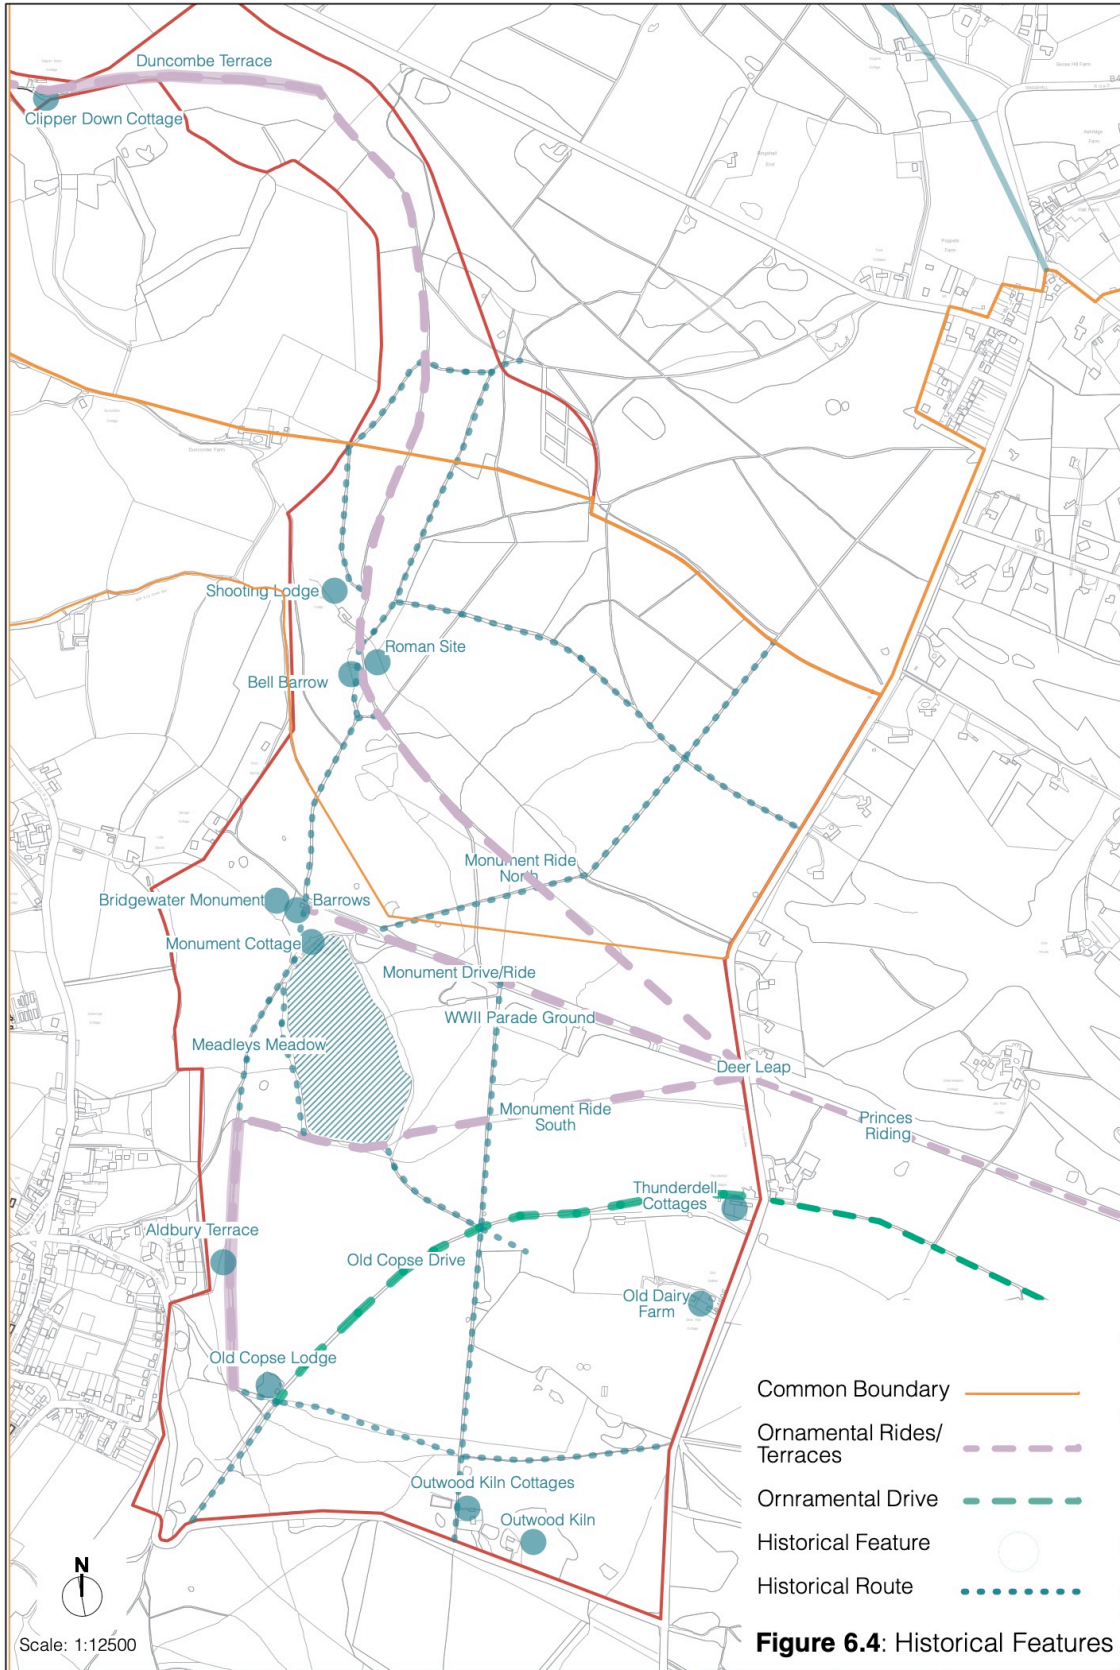 Duncombe Terrace
Clipper Down Cottage
Duncombe Farm
Shooting Lodge
Roman Site
Bell Barrow
Monument Ride
North
Bridgewater Monument
Barrows
Monument Cottage
Monument Drive/Ride
WWII Parade Ground
Meadleys Meadow
Deer Leap
Monument Ride
South
Princes
Riding
Thunderdell
Cottages
Aldbury Terrace
Old Copse Drive
Old Dairy
Farm
Old Copse Lodge
Outwood Kiln Cottages
Outwood Kiln
Common Boundary
Ornamental Rides/
Terraces
Ornramental Drive
Historical Feature
Historical Route
N
Scale: 1:12500
Figure 6.4: Historical Features